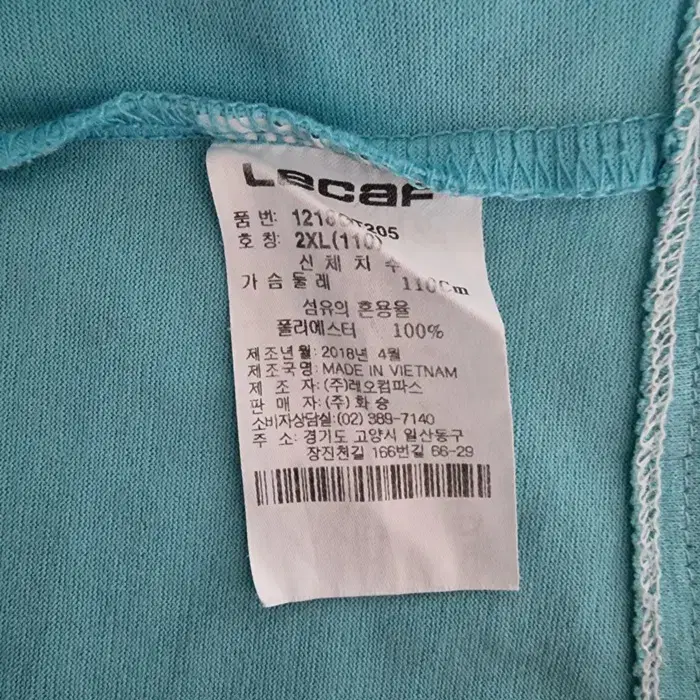 Lecaf
품 번:
호 칭: 2XL(110)
신 체 치 수
가 슴 둘 레 110Cm
섬유의 혼용율
폴리에스터 100%
제 조 년 월: 2018년 4월
제 조 국 명: MADE IN VIETNAM
제 조 자: (주)레오컴파스
판 매 자: (주) 화 승
소비자상담실: (02) 389-7140
주 소: 경기도 고양시 일산동구
장진천길 166번길 66-29